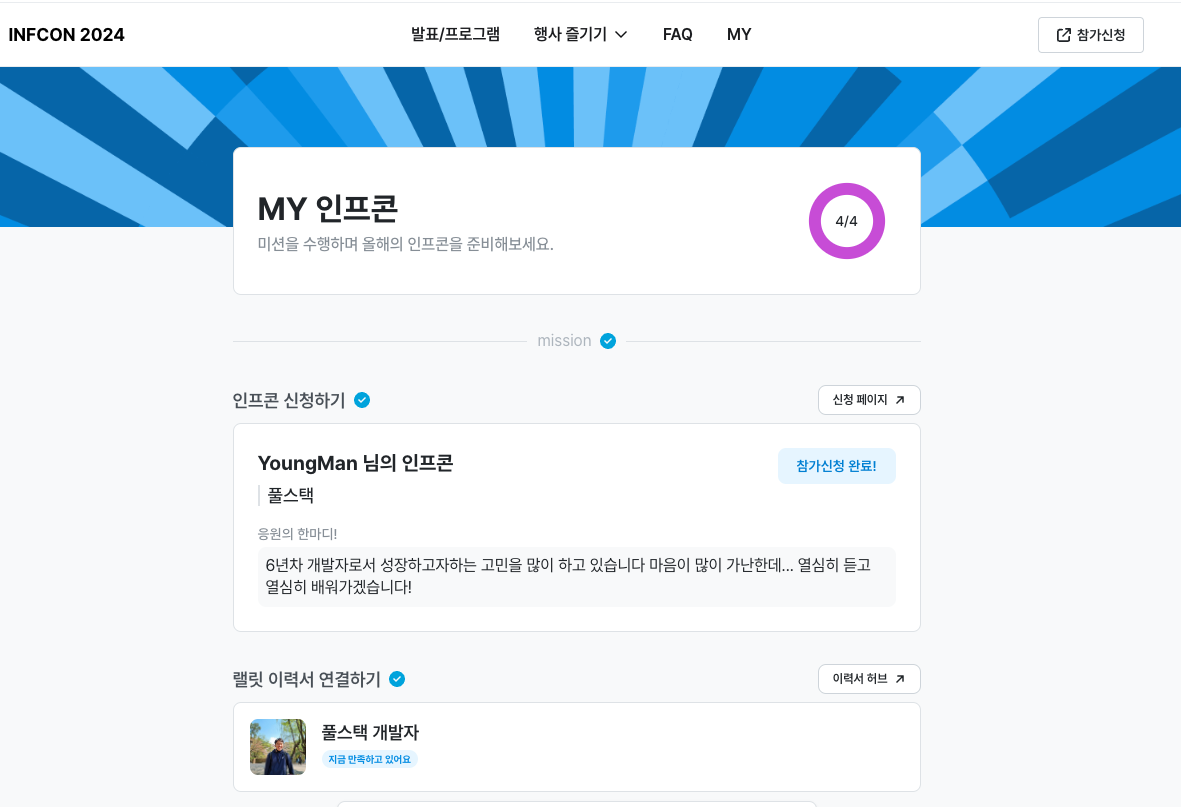 INFCON 2024
발표/프로그램
행사 즐기기
FAQ
MY
참가신청
MY 인프콘
미션을 수행하며 올해의 인프콘을 준비해보세요.
4/4
mission
인프콘 신청하기
신청 페이지
YoungMan 님의 인프콘
참가신청 완료!
풀스택
응원의 한마디!
6년차 개발자로서 성장하고자하는 고민을 많이 하고 있습니다 마음이 많이 가난한데... 열심히 듣고
열심히 배워가겠습니다!
랠릿 이력서 연결하기
이력서 허브
풀스택 개발자
지금 만족하고 있어요